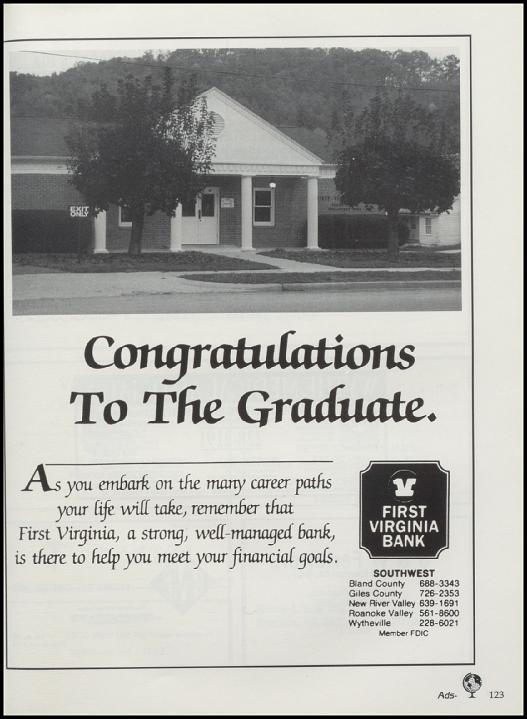 EXIT
ONLY
Congratulations
To The Graduate.
As you embark on the many career paths
your life will take, remember that
First Virginia, a strong, well-managed bank,
is there to help you meet your financial goals.
FIRST
VIRGINIA
BANK
SOUTHWEST
Bland County 688-3343
Giles County 726-2353
New River Valley 639-1691
Roanoke Valley 561-8600
Wytheville 228-6021
Member FDIC
Ads- 123